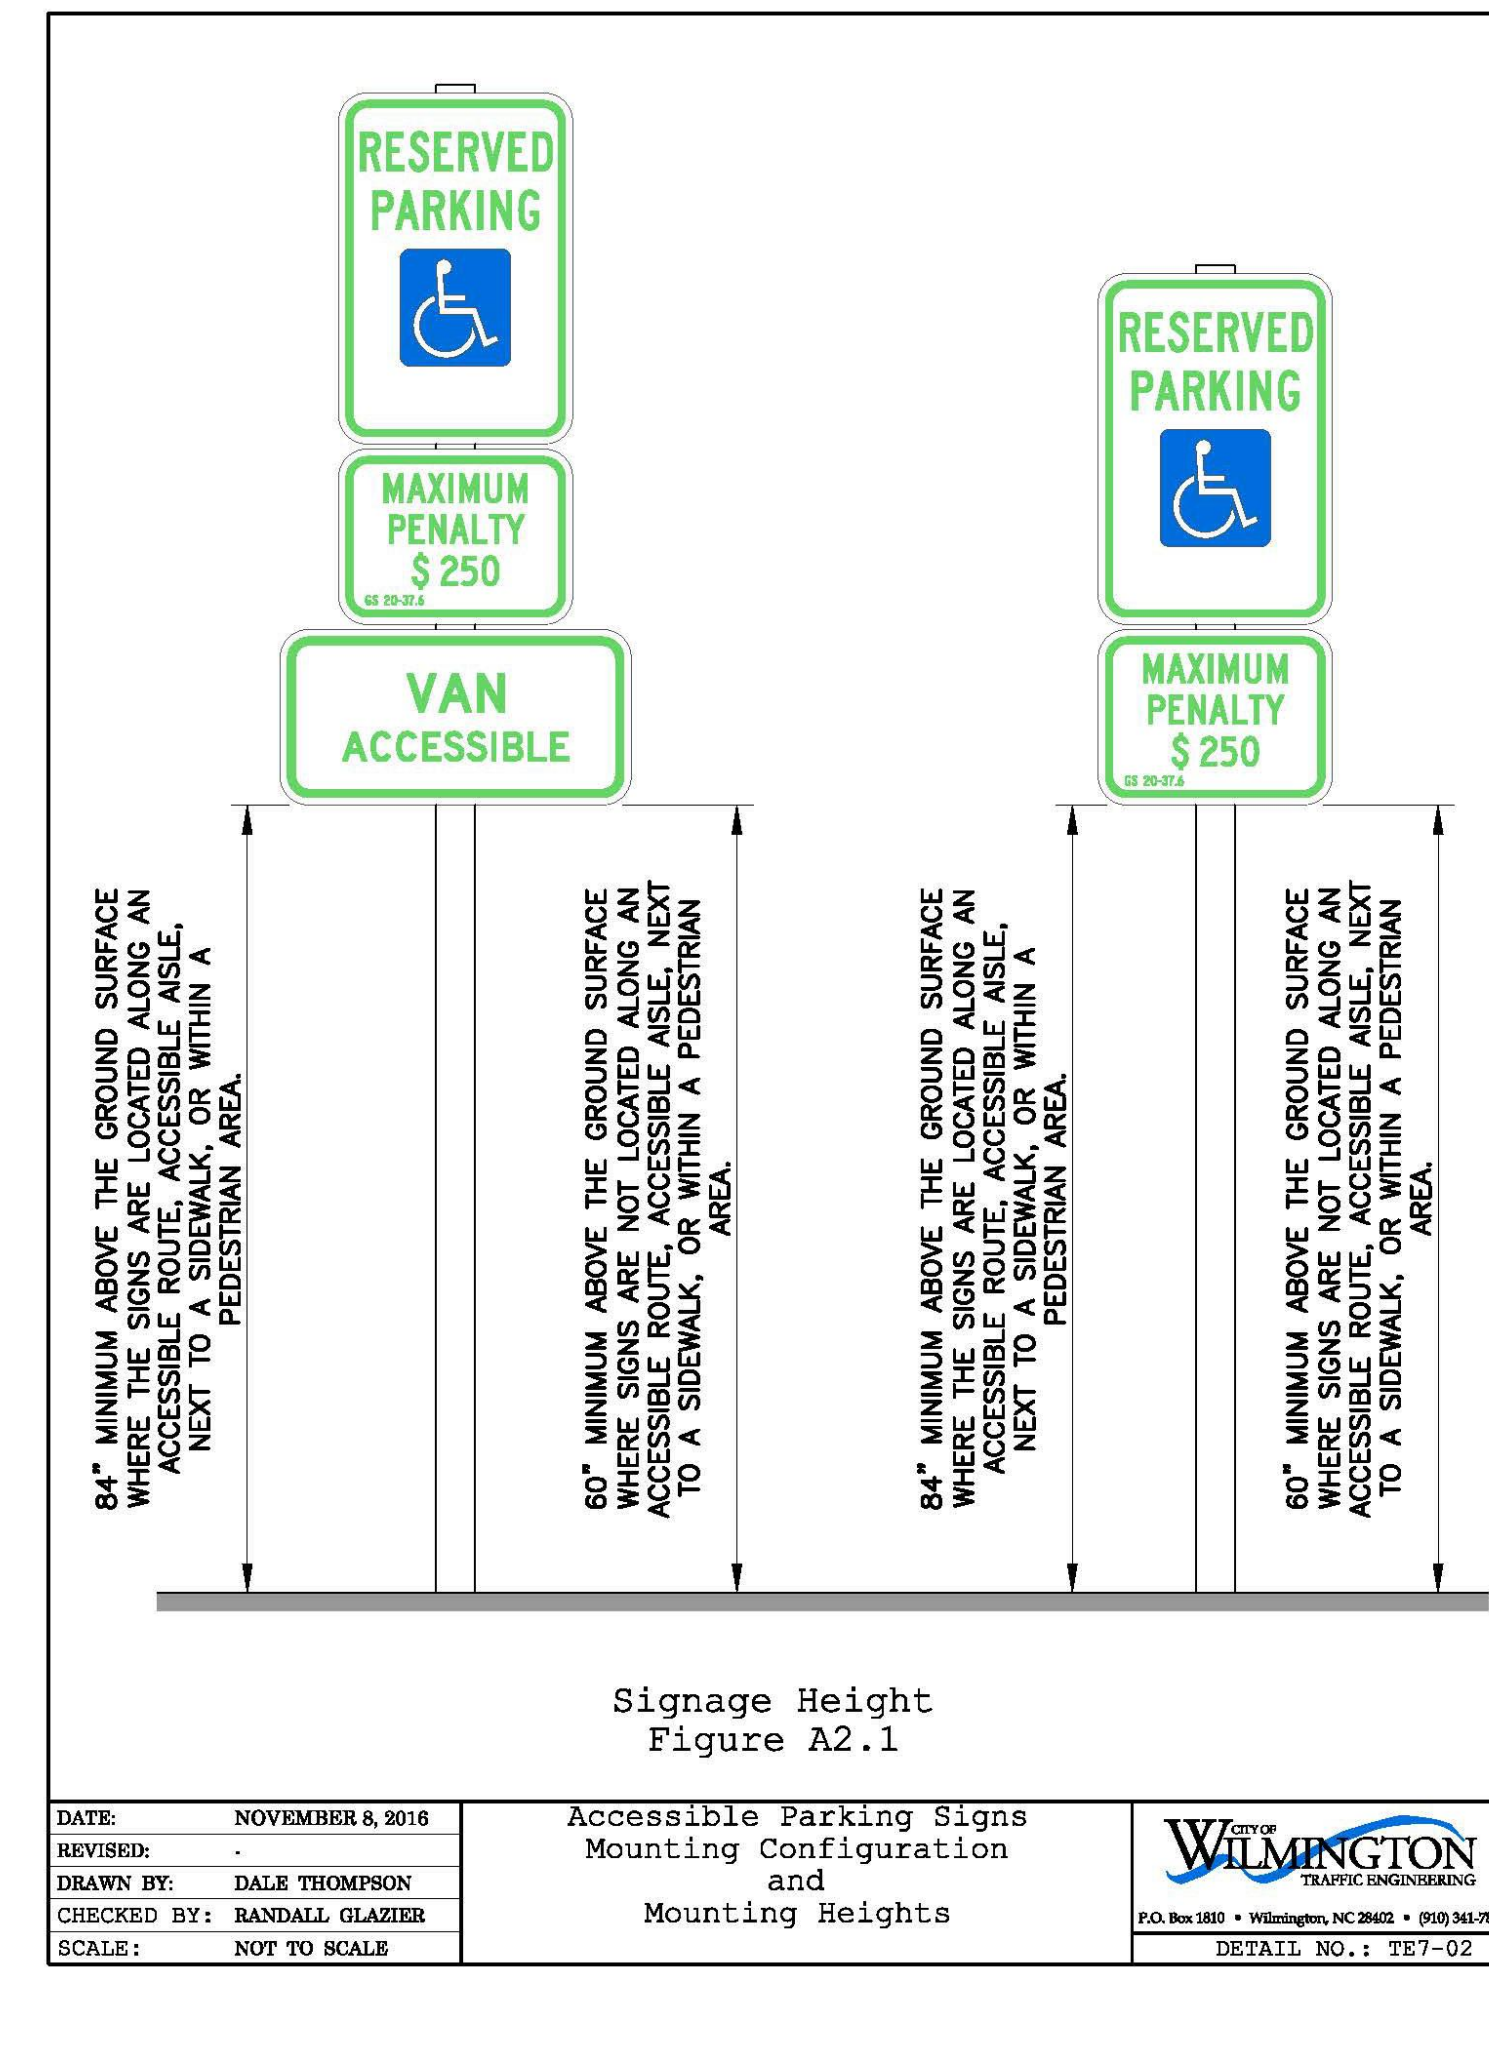 RESERVED
PARKING
MAXIMUM
PENALTY
$ 250
GS 20-37.6
VAN
ACCESSIBLE
RESERVED
PARKING
MAXIMUM
PENALTY
$ 250
GS 20-37.6
84" MINIMUM ABOVE THE GROUND SURFACE
WHERE THE SIGNS ARE LOCATED ALONG AN
ACCESSIBLE ROUTE, ACCESSIBLE AISLE,
NEXT TO A SIDEWALK, OR WITHIN A
PEDESTRIAN AREA.
60" MINIMUM ABOVE THE GROUND SURFACE
WHERE SIGNS ARE NOT LOCATED ALONG AN
ACCESSIBLE ROUTE, ACCESSIBLE AISLE, NEXT
TO A SIDEWALK, OR WITHIN A PEDESTRIAN
AREA.
84" MINIMUM ABOVE THE GROUND SURFACE
WHERE THE SIGNS ARE LOCATED ALONG AN
ACCESSIBLE ROUTE, ACCESSIBLE AISLE,
NEXT TO A SIDEWALK, OR WITHIN A
PEDESTRIAN AREA.
60" MINIMUM ABOVE THE GROUND SURFACE
WHERE SIGNS ARE NOT LOCATED ALONG AN
ACCESSIBLE ROUTE, ACCESSIBLE AISLE, NEXT
TO A SIDEWALK, OR WITHIN A PEDESTRIAN
AREA.
Signage Height
Figure A2.1
DATE: NOVEMBER 8, 2016
REVISED: -
DRAWN BY: DALE THOMPSON
CHECKED BY: RANDALL GLAZIER
SCALE: NOT TO SCALE
Accessible Parking Signs
Mounting Configuration
and
Mounting Heights
CITY OF
WILMINGTON
TRAFFIC ENGINEERING
P.O. Box 1810 • Wilmington, NC 28402 • (910) 341-7
DETAIL NO.: TE7-02